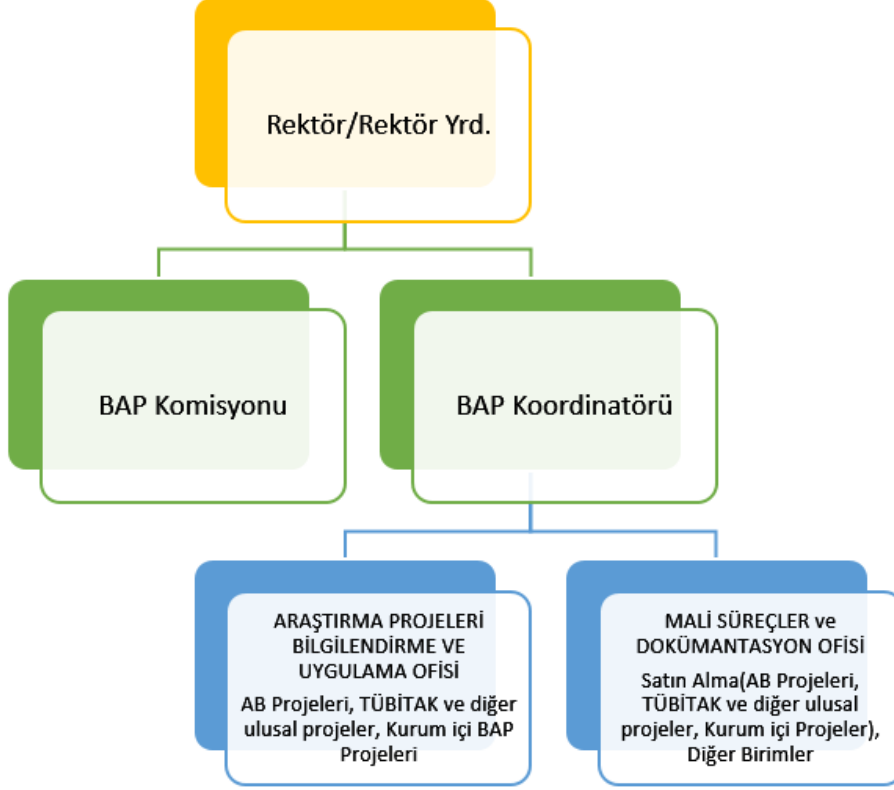 Rektör/Rektör Yrd.
BAP Komisyonu
BAP Koordinatörü
ARAŞTIRMA PROJELERİ
BİLGİLENDİRME VE
UYGULAMA OFİSİ
AB Projeleri, TÜBİTAK ve diğer
ulusal projeler, Kurum içi BAP
Projeleri
MALİ SÜREÇLER ve
DOKÜMANTASYON OFİSİ
Satın Alma(AB Projeleri,
TÜBİTAK ve diğer ulusal
projeler, Kurum içi Projeler),
Diğer Birimler